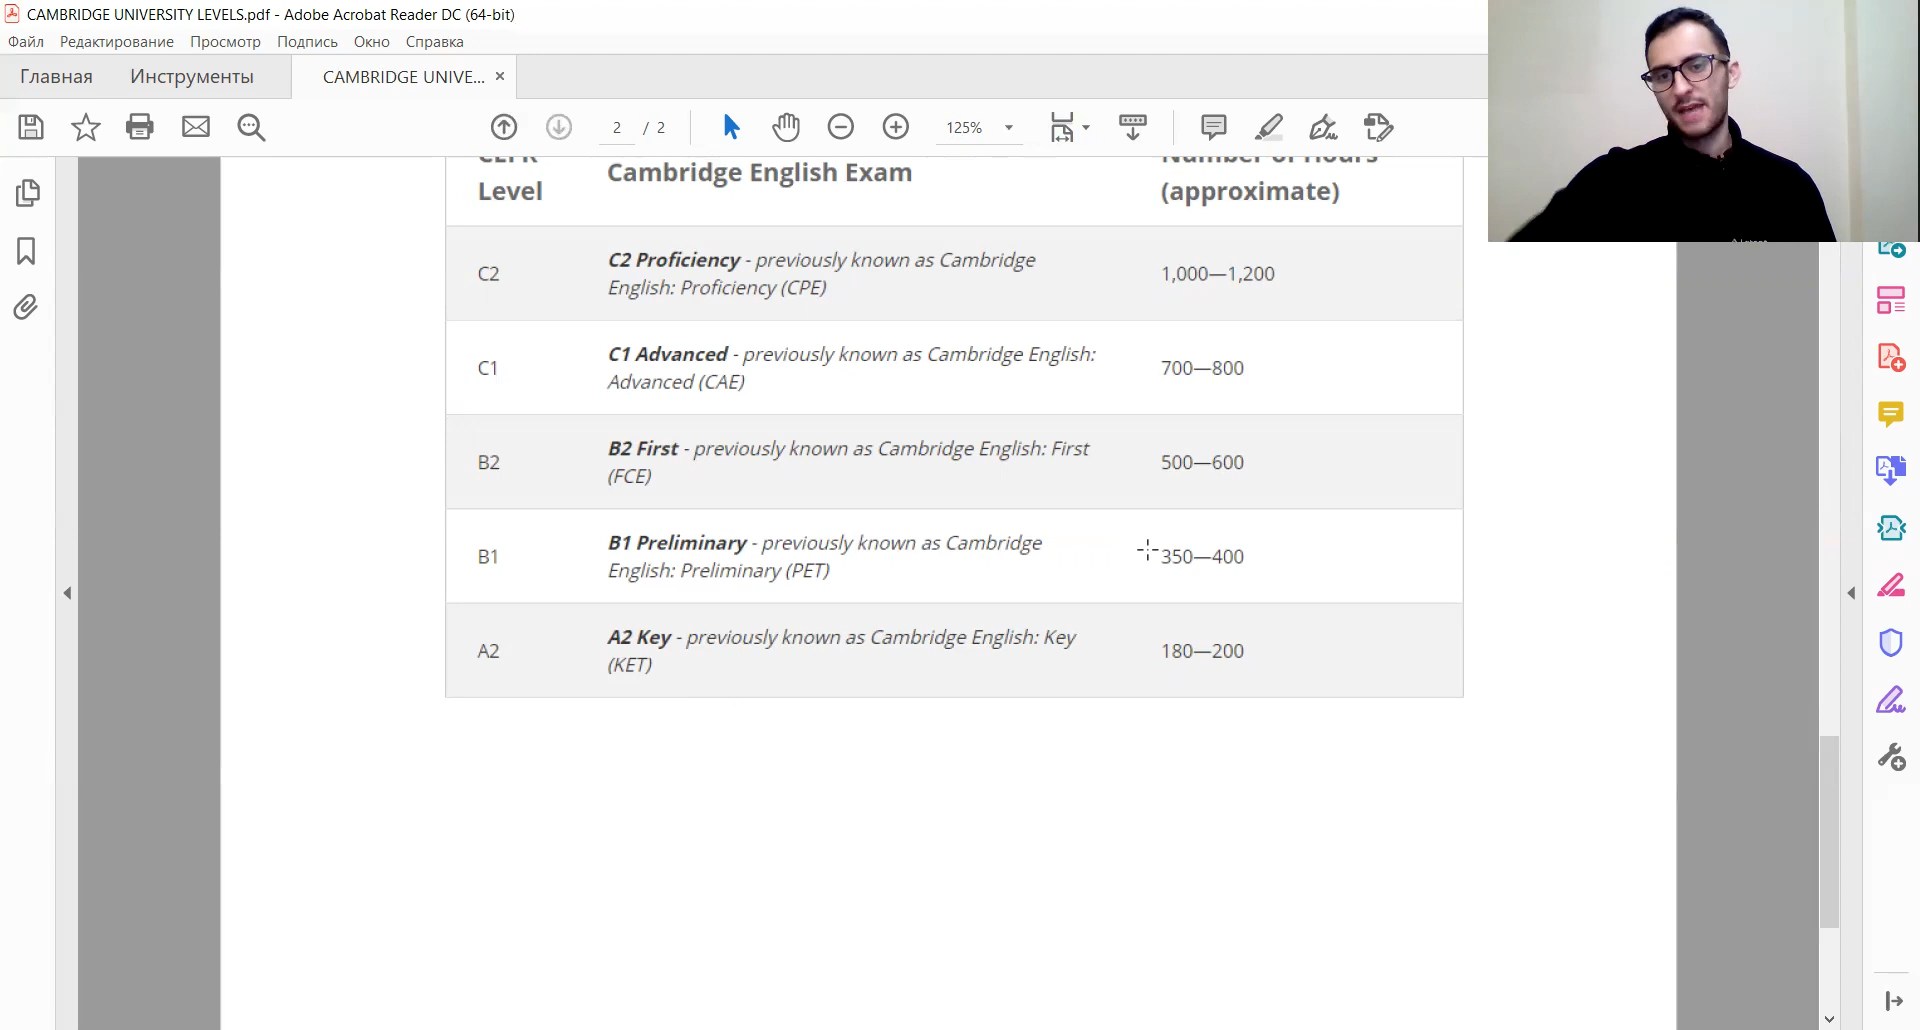 CAMBRIDGE UNIVERSITY LEVELS.pdf - Adobe Acrobat Reader DC (64-bit)
Файл Редактирование Просмотр Подпись Окно Справка
Главная Инструменты CAMBRIDGE UNIVE... ×
2 / 2 125%
CEFR Level
Cambridge English Exam
Number of Hours (approximate)
C2
C2 Proficiency - previously known as Cambridge
English: Proficiency (CPE)
1,000—1,200
C1
C1 Advanced - previously known as Cambridge English:
Advanced (CAE)
700—800
B2
B2 First - previously known as Cambridge English: First
(FCE)
500—600
B1
B1 Preliminary - previously known as Cambridge
English: Preliminary (PET)
350—400
A2
A2 Key - previously known as Cambridge English: Key
(KET)
180—200